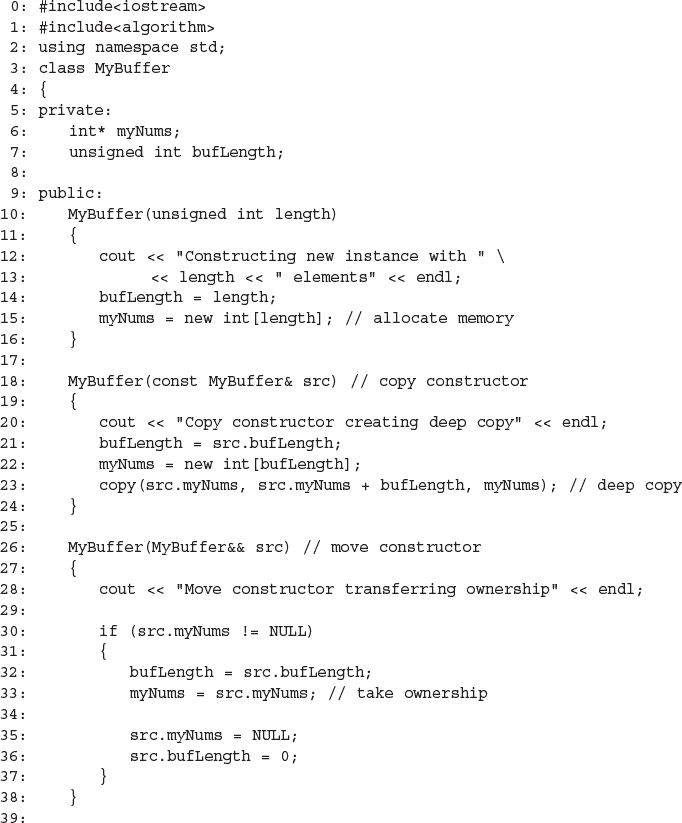 0: #include<iostream>
1: #include<algorithm>
2: using namespace std;
3: class MyBuffer
4: {
5: private:
6:    int* myNums;
7:    unsigned int bufLength;
8:
9: public:
10:    MyBuffer(unsigned int length)
11:    {
12:       cout << "Constructing new instance with " \
13:            << length << " elements" << endl;
14:       bufLength = length;
15:       myNums = new int[length]; // allocate memory
16:    }
17:
18:    MyBuffer(const MyBuffer& src) // copy constructor
19:    {
20:       cout << "Copy constructor creating deep copy" << endl;
21:       bufLength = src.bufLength;
22:       myNums = new int[bufLength];
23:       copy(src.myNums, src.myNums + bufLength, myNums); // deep copy
24:    }
25:
26:    MyBuffer(MyBuffer&& src) // move constructor
27:    {
28:       cout << "Move constructor transferring ownership" << endl;
29:
30:       if (src.myNums != NULL)
31:       {
32:          bufLength = src.bufLength;
33:          myNums = src.myNums; // take ownership
34:
35:          src.myNums = NULL;
36:          src.bufLength = 0;
37:       }
38:    }
39: